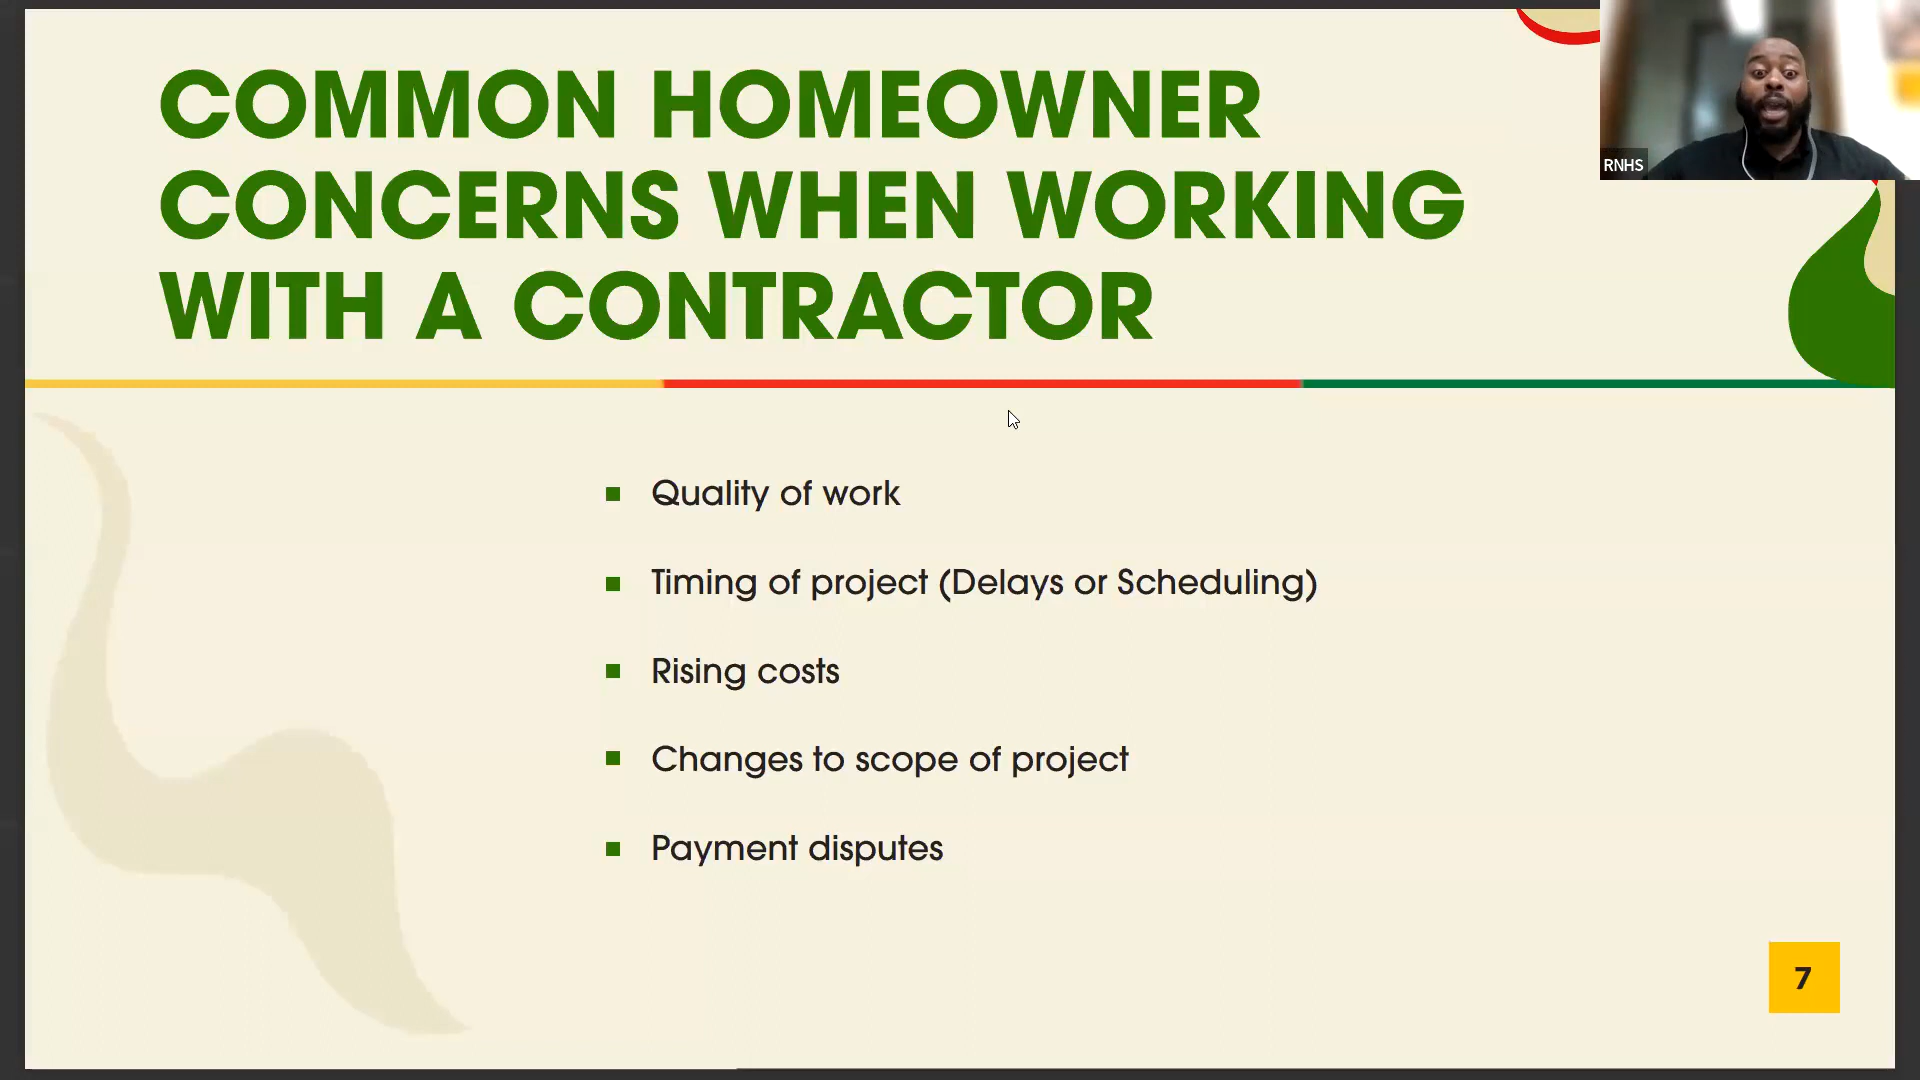 COMMON HOMEOWNER
CONCERNS WHEN WORKING
WITH A CONTRACTOR
RNHS
Quality of work
Timing of project (Delays or Scheduling)
Rising costs
Changes to scope of project
Payment disputes
7